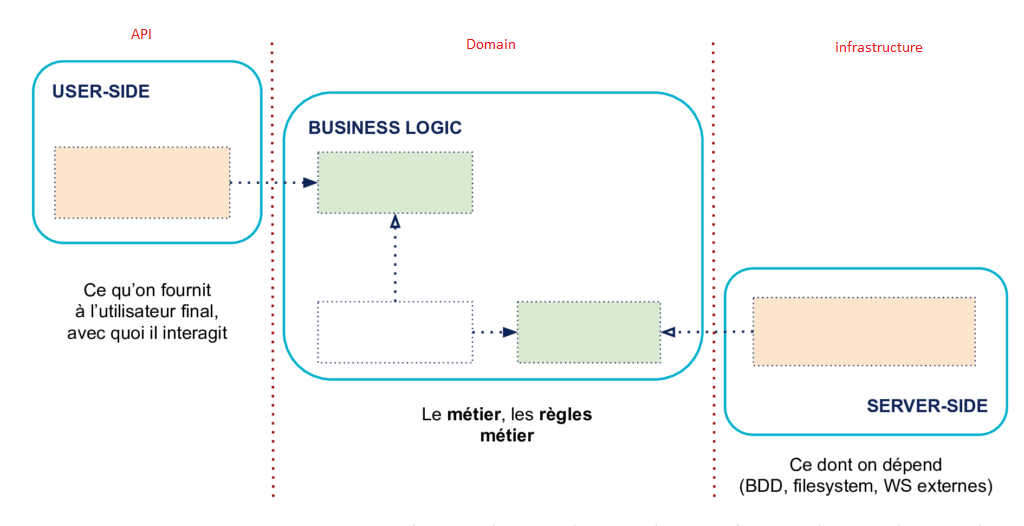 API
Domain
infrastructure
USER-SIDE
BUSINESS LOGIC
Ce qu'on fournit
à l'utilisateur final,
avec quoi il interagit
Le métier, les règles
métier
SERVER-SIDE
Ce dont on dépend
(BDD, filesystem, WS externes)